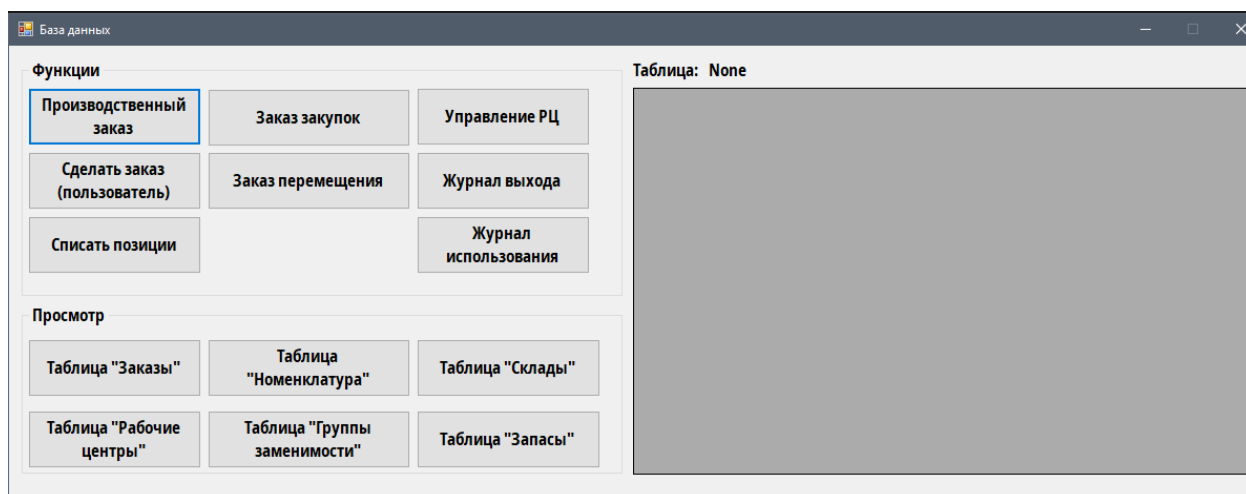 База данных
Функции
Производственный
заказ
Заказ закупок
Управление РЦ
Сделать заказ
(пользователь)
Заказ перемещения
Журнал выхода
Списать позиции
Журнал
использования
Просмотр
Таблица "Заказы"
Таблица
"Номенклатура"
Таблица "Склады"
Таблица "Рабочие
центры"
Таблица "Группы
заменимости"
Таблица "Запасы"
Таблица: None